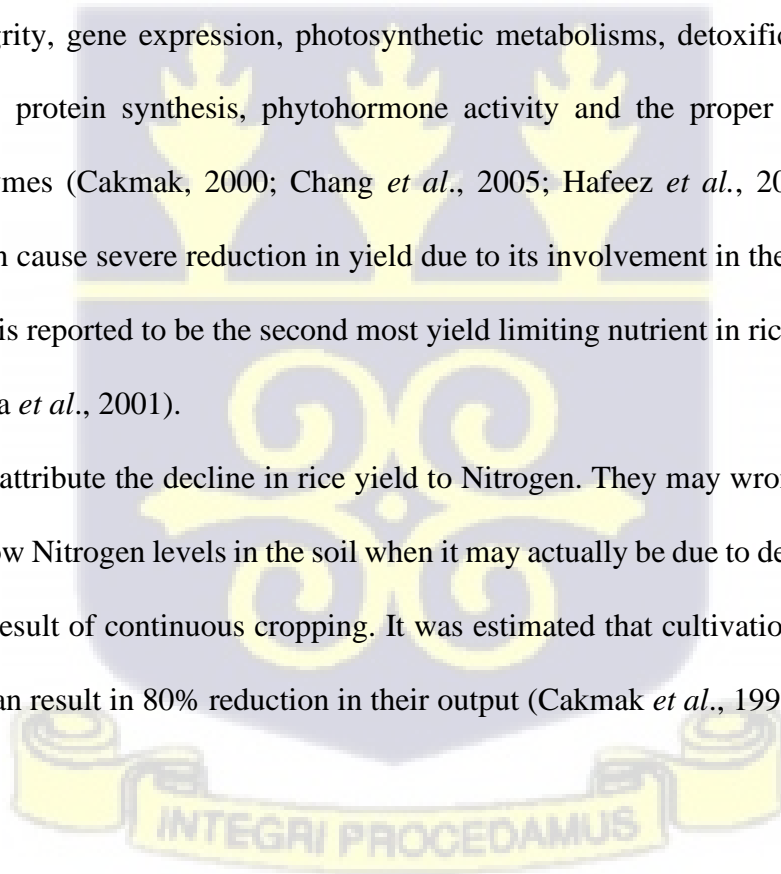 grity, gene expression, photosynthetic metabolisms, detoxific
protein synthesis, phytohormone activity and the proper
ymes (Cakmak, 2000; Chang et al., 2005; Hafeez et al., 20
n cause severe reduction in yield due to its involvement in the
is reported to be the second most yield limiting nutrient in ric
a et al., 2001).
attribute the decline in rice yield to Nitrogen. They may wro
ow Nitrogen levels in the soil when it may actually be due to de
result of continuous cropping. It was estimated that cultivatio
an result in 80% reduction in their output (Cakmak et al., 199
INTEGRI PROCEDAMUS